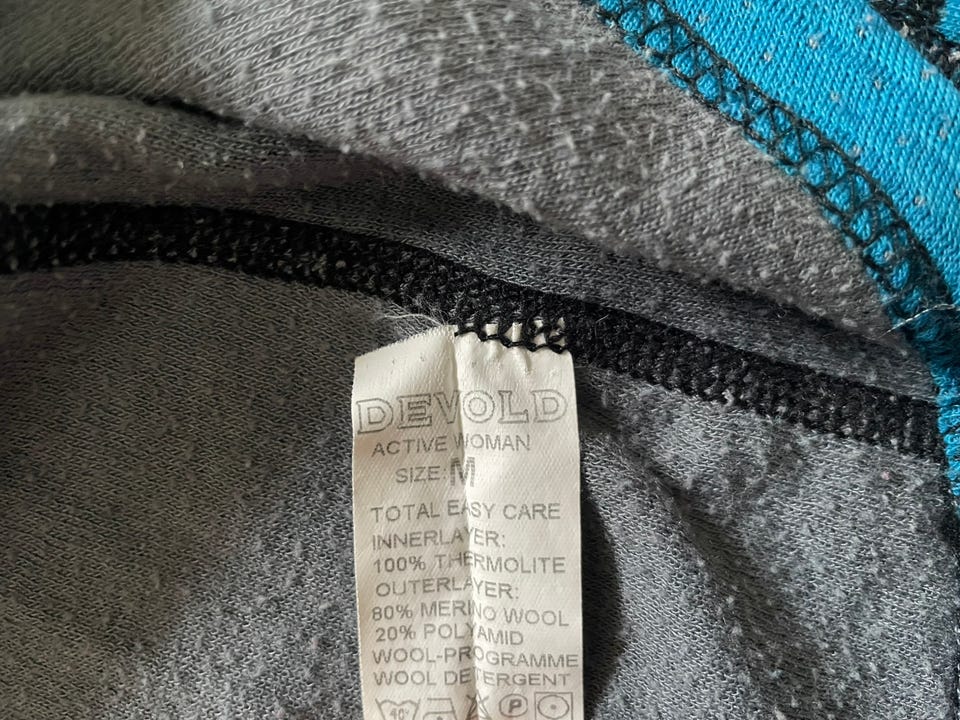 DEVOLD
ACTIVE WOMAN
SIZE: M
TOTAL EASY CARE
INNERLAYER:
100% THERMOLITE
OUTERLAYER:
80% MERINO WOOL
20% POLYAMID
WOOL-PROGRAMME
WOOL DETERGENT
40° P